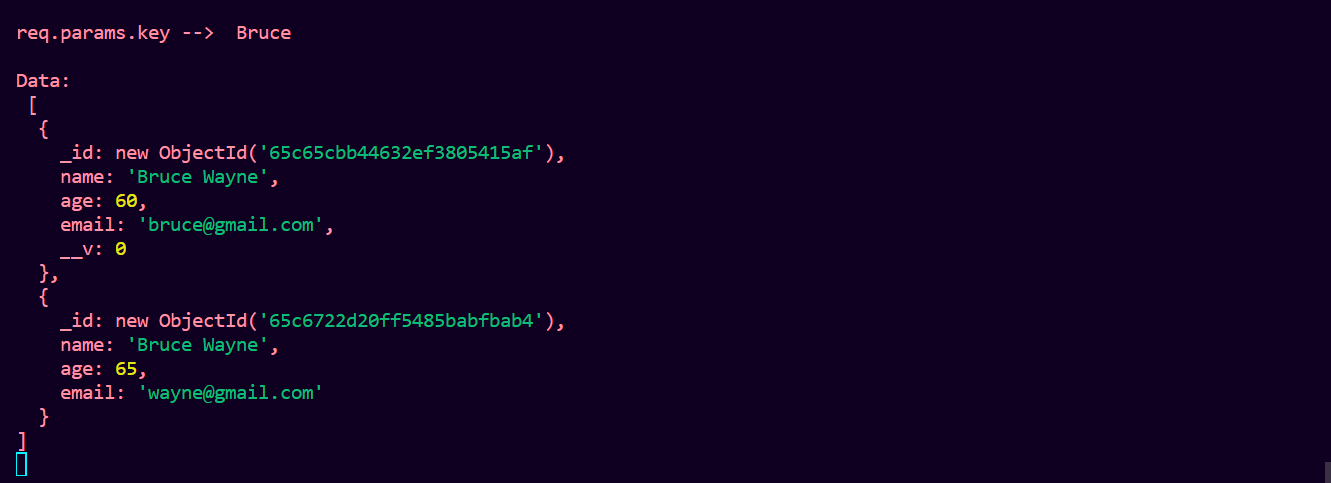 req.params.key -->  Bruce
Data:
[
{
_id: new ObjectId('65c65cbb44632ef3805415af'),
name: 'Bruce Wayne',
age: 60,
email: 'bruce@gmail.com',
__v: 0
},
{
_id: new ObjectId('65c6722d20ff5485babfbab4'),
name: 'Bruce Wayne',
age: 65,
email: 'wayne@gmail.com'
}
]